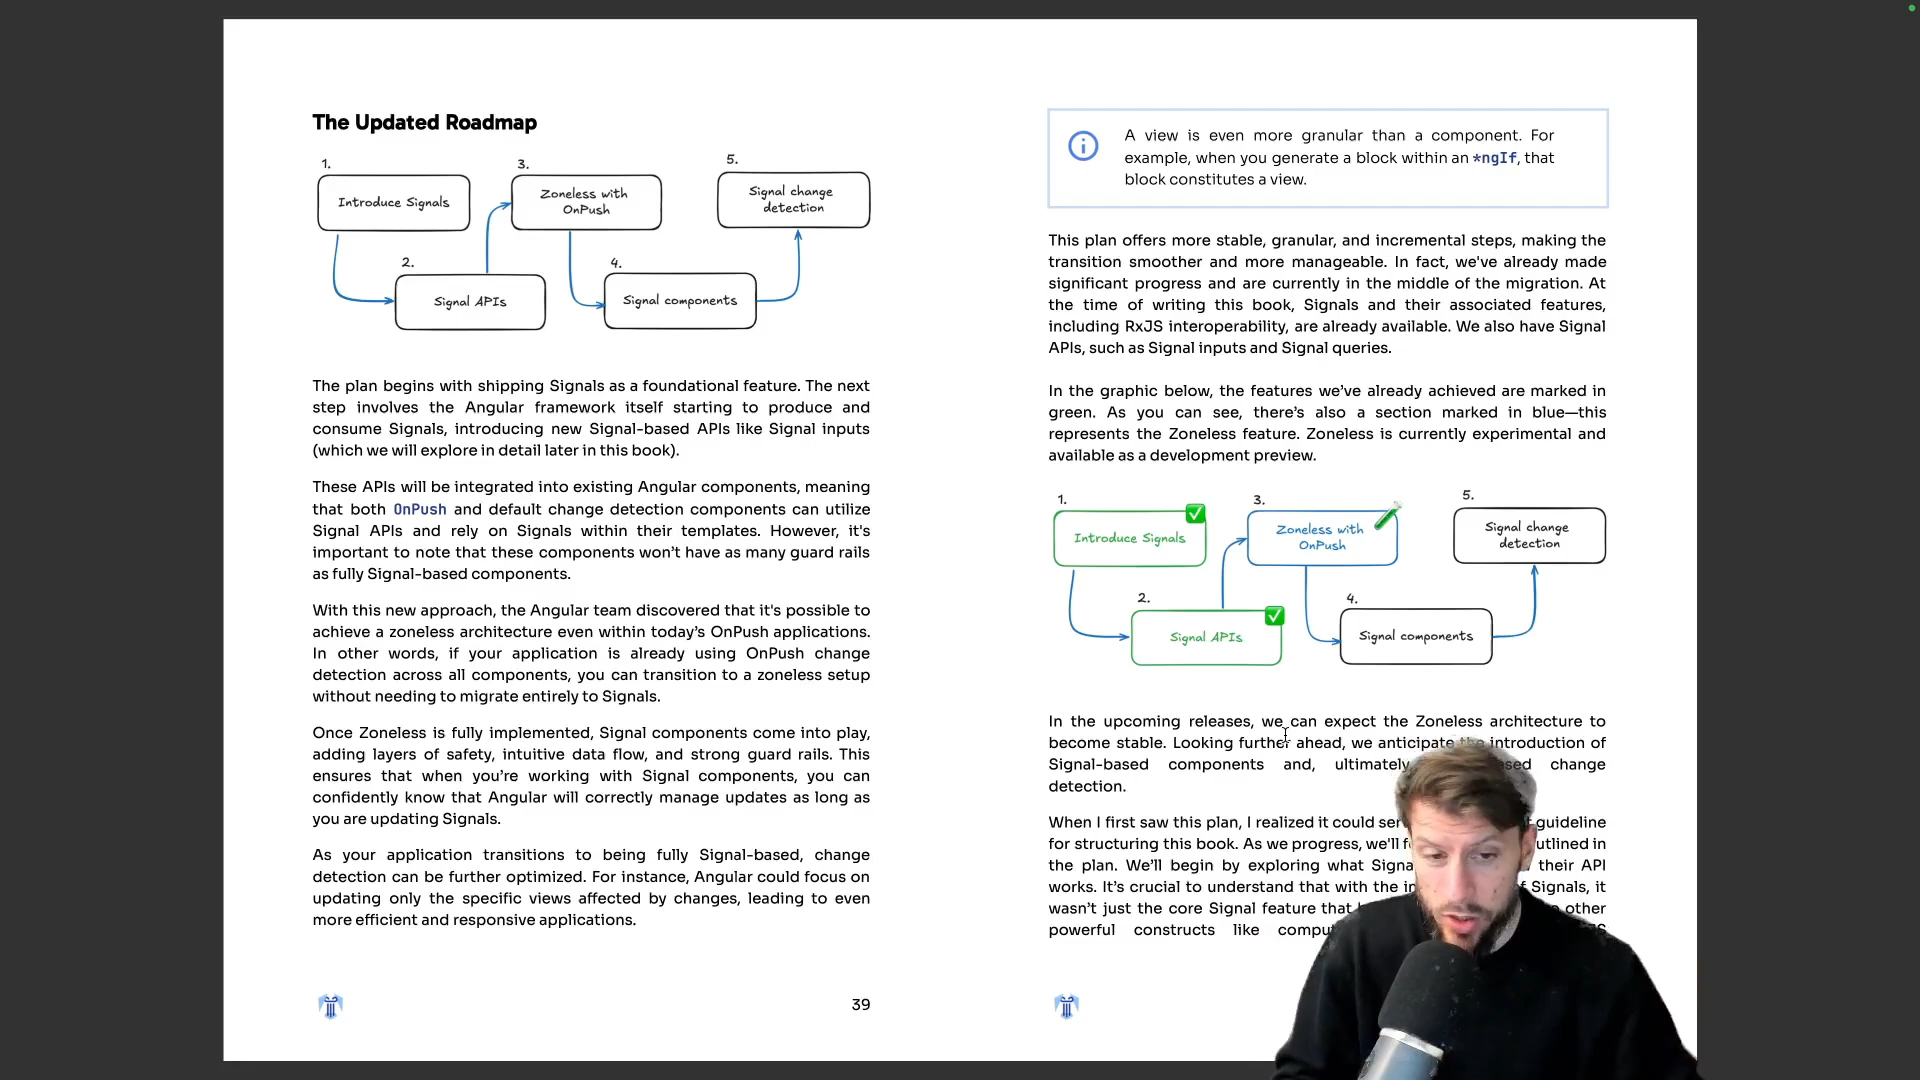 The Updated Roadmap
1.
3.
5.
Introduce Signals
Zoneless with
OnPush
Signal change
detection
2.
4.
Signal APIs
Signal components
The plan begins with shipping Signals as a foundational feature. The next
step involves the Angular framework itself starting to produce and
consume Signals, introducing new Signal-based APIs like Signal inputs
(which we will explore in detail later in this book).
These APIs will be integrated into existing Angular components, meaning
that both OnPush and default change detection components can utilize
Signal APIs and rely on Signals within their templates. However, it's
important to note that these components won't have as many guard rails
as fully Signal-based components.
With this new approach, the Angular team discovered that it's possible to
achieve a zoneless architecture even within today's OnPush applications.
In other words, if your application is already using OnPush change
detection across all components, you can transition to a zoneless setup
without needing to migrate entirely to Signals.
Once Zoneless is fully implemented, Signal components come into play,
adding layers of safety, intuitive data flow, and strong guard rails. This
ensures that when you're working with Signal components, you can
confidently know that Angular will correctly manage updates as long as
you are updating Signals.
As your application transitions to being fully Signal-based, change
detection can be further optimized. For instance, Angular could focus on
updating only the specific views affected by changes, leading to even
more efficient and responsive applications.
39
A view is even more granular than a component. For
example, when you generate a block within an *ngIf, that
block constitutes a view.
This plan offers more stable, granular, and incremental steps, making the
transition smoother and more manageable. In fact, we've already made
significant progress and are currently in the middle of the migration. At
the time of writing this book, Signals and their associated features,
including RxJS interoperability, are already available. We also have Signal
APIs, such as Signal inputs and Signal queries.
In the graphic below, the features we've already achieved are marked in
green. As you can see, there's also a section marked in blue—this
represents the Zoneless feature. Zoneless is currently experimental and
available as a development preview.
1.
3.
5.
Introduce Signals
Zoneless with
OnPush
Signal change
detection
2.
4.
Signal APIs
Signal components
In the upcoming releases, we can expect the Zoneless architecture to
become stable. Looking further ahead, we anticipate the introduction of
Signal-based components and, ultimately change
detection.
When I first saw this plan, I realized it could guideline
for structuring this book. As we progress, we'll in
the plan. We'll begin by exploring what their API
works. It's crucial to understand that with the Signals, it
wasn't just the core Signal feature that other
powerful constructs like